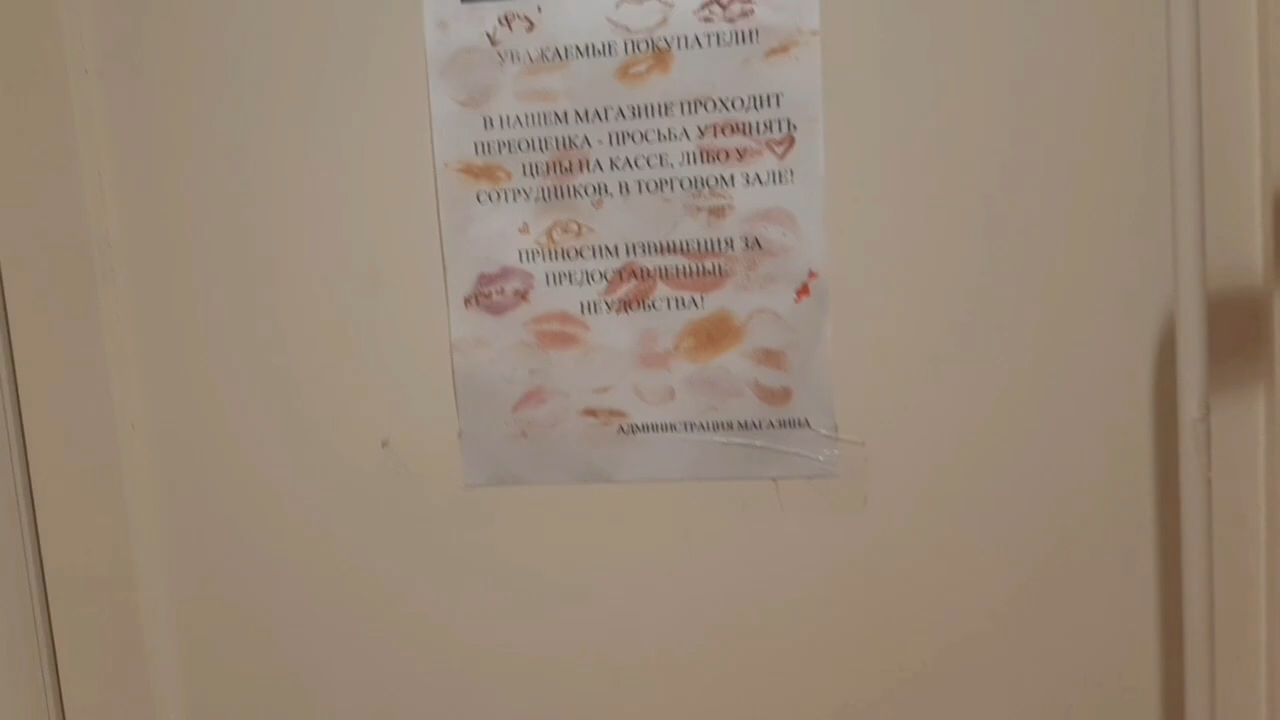 УВАЖАЕМЫЕ ПОКУПАТЕЛИ!
В НАШЕМ МАГАЗИНЕ ПРОХОДИТ
ПЕРЕОЦЕНКА - ПРОСЬБА УТОЧНЯТЬ
ЦЕНЫ НА КАССЕ, ЛИБО У
СОТРУДНИКОВ, В ТОРГОВОМ ЗАЛЕ!
ПРИНОСИМ ИЗВИНЕНИЯ ЗА
ПРЕДОСТАВЛЕННЫЕ
НЕУДОБСТВА!
АДМИНИСТРАЦИЯ МАГАЗИНА